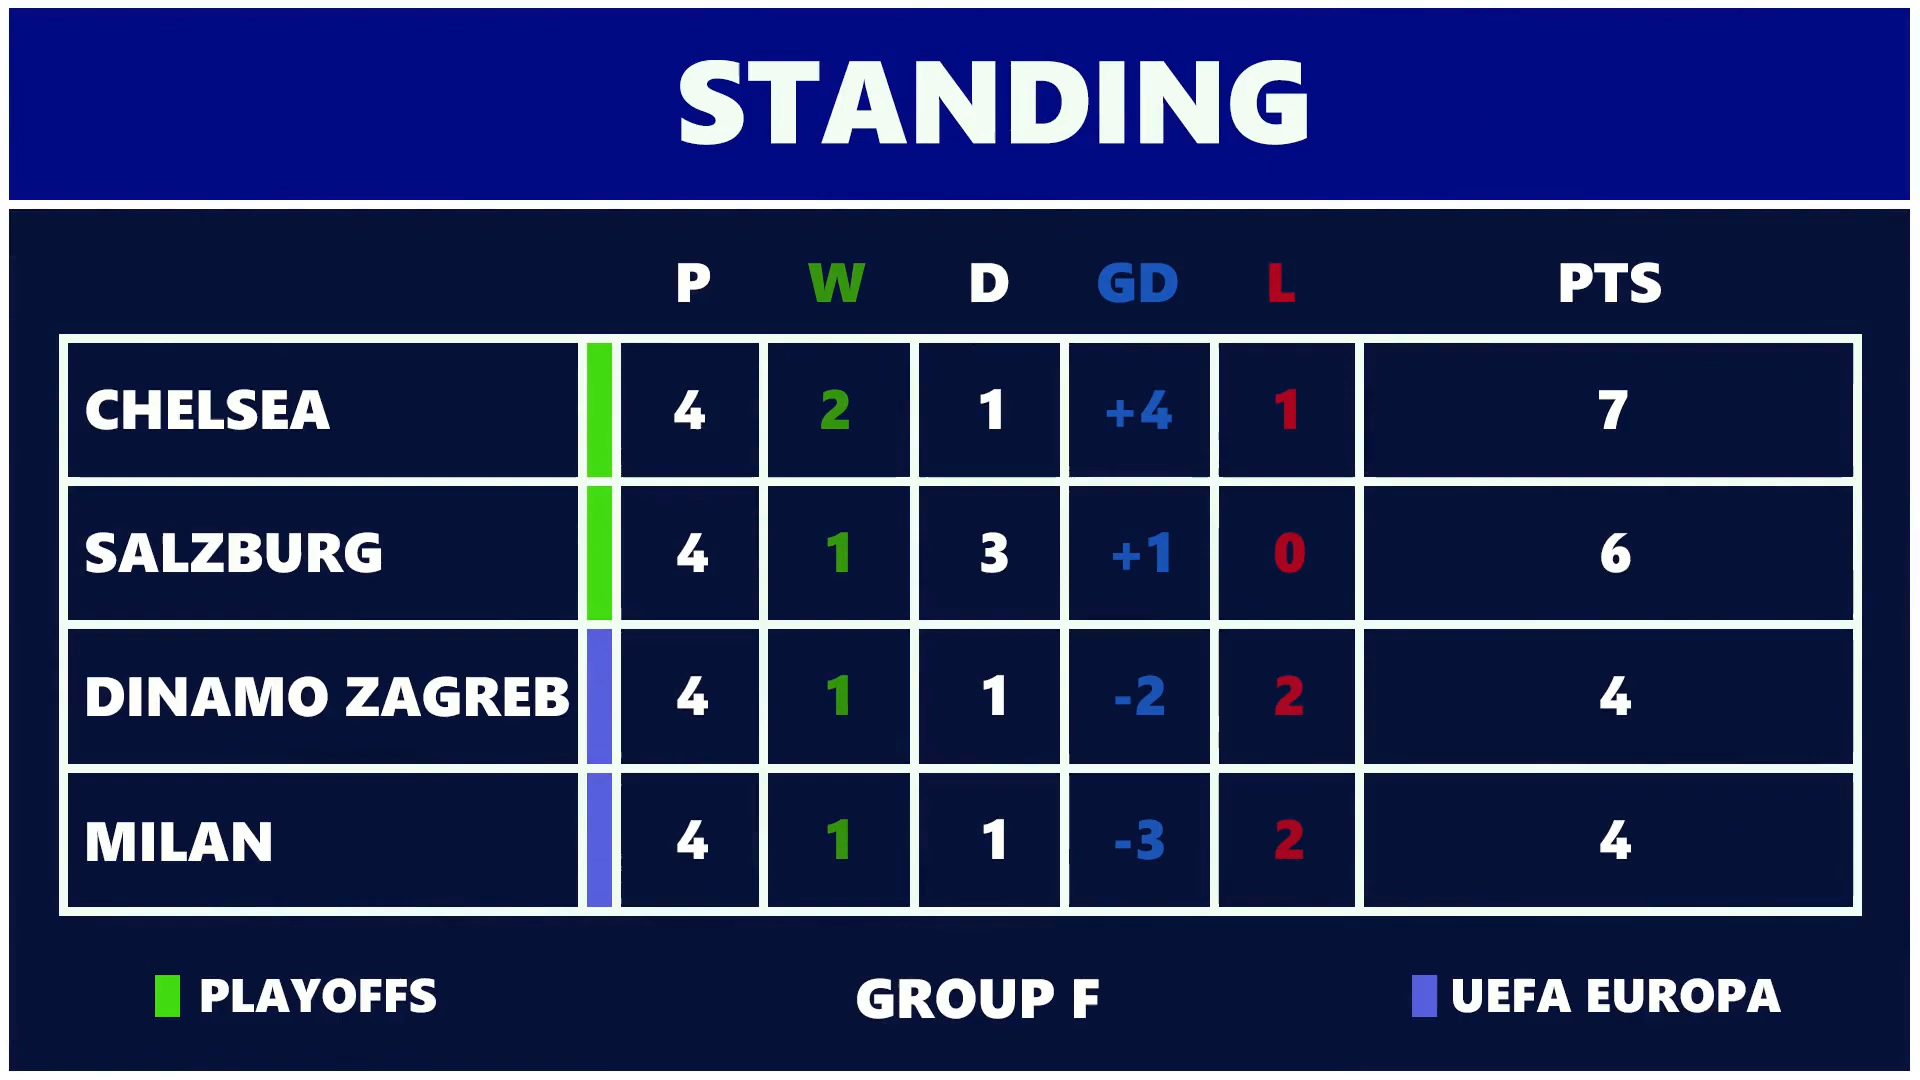 STANDING
P W D GD L PTS
CHELSEA 4 2 1 +4 1 7
SALZBURG 4 1 3 +1 0 6
DINAMO ZAGREB 4 1 1 -2 2 4
MILAN 4 1 1 -3 2 4
PLAYOFFS GROUP F UEFA EUROPA